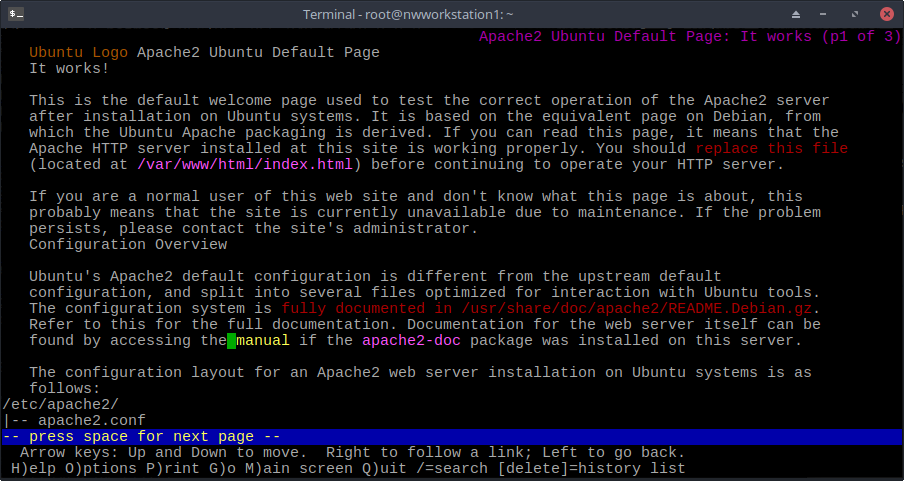 Terminal - root@nwworkstation1: ~
Apache2 Ubuntu Default Page: It works (p1 of 3)
Ubuntu Logo Apache2 Ubuntu Default Page
It works!
This is the default welcome page used to test the correct operation of the Apache2 server
after installation on Ubuntu systems. It is based on the equivalent page on Debian, from
which the Ubuntu Apache packaging is derived. If you can read this page, it means that the
Apache HTTP server installed at this site is working properly. You should replace this file
(located at /var/www/html/index.html) before continuing to operate your HTTP server.
If you are a normal user of this web site and don't know what this page is about, this
probably means that the site is currently unavailable due to maintenance. If the problem
persists, please contact the site's administrator.
Configuration Overview
Ubuntu's Apache2 default configuration is different from the upstream default
configuration, and split into several files optimized for interaction with Ubuntu tools.
The configuration system is fully documented in /usr/share/doc/apache2/README.Debian.gz.
Refer to this for the full documentation. Documentation for the web server itself can be
found by accessing the manual if the apache2-doc package was installed on this server.
The configuration layout for an Apache2 web server installation on Ubuntu systems is as
follows:
/etc/apache2/
|-- apache2.conf
-- press space for next page --
Arrow keys: Up and Down to move.  Right to follow a link; Left to go back.
H)elp O)ptions P)rint G)o M)ain screen Q)uit /=search [delete]=history list